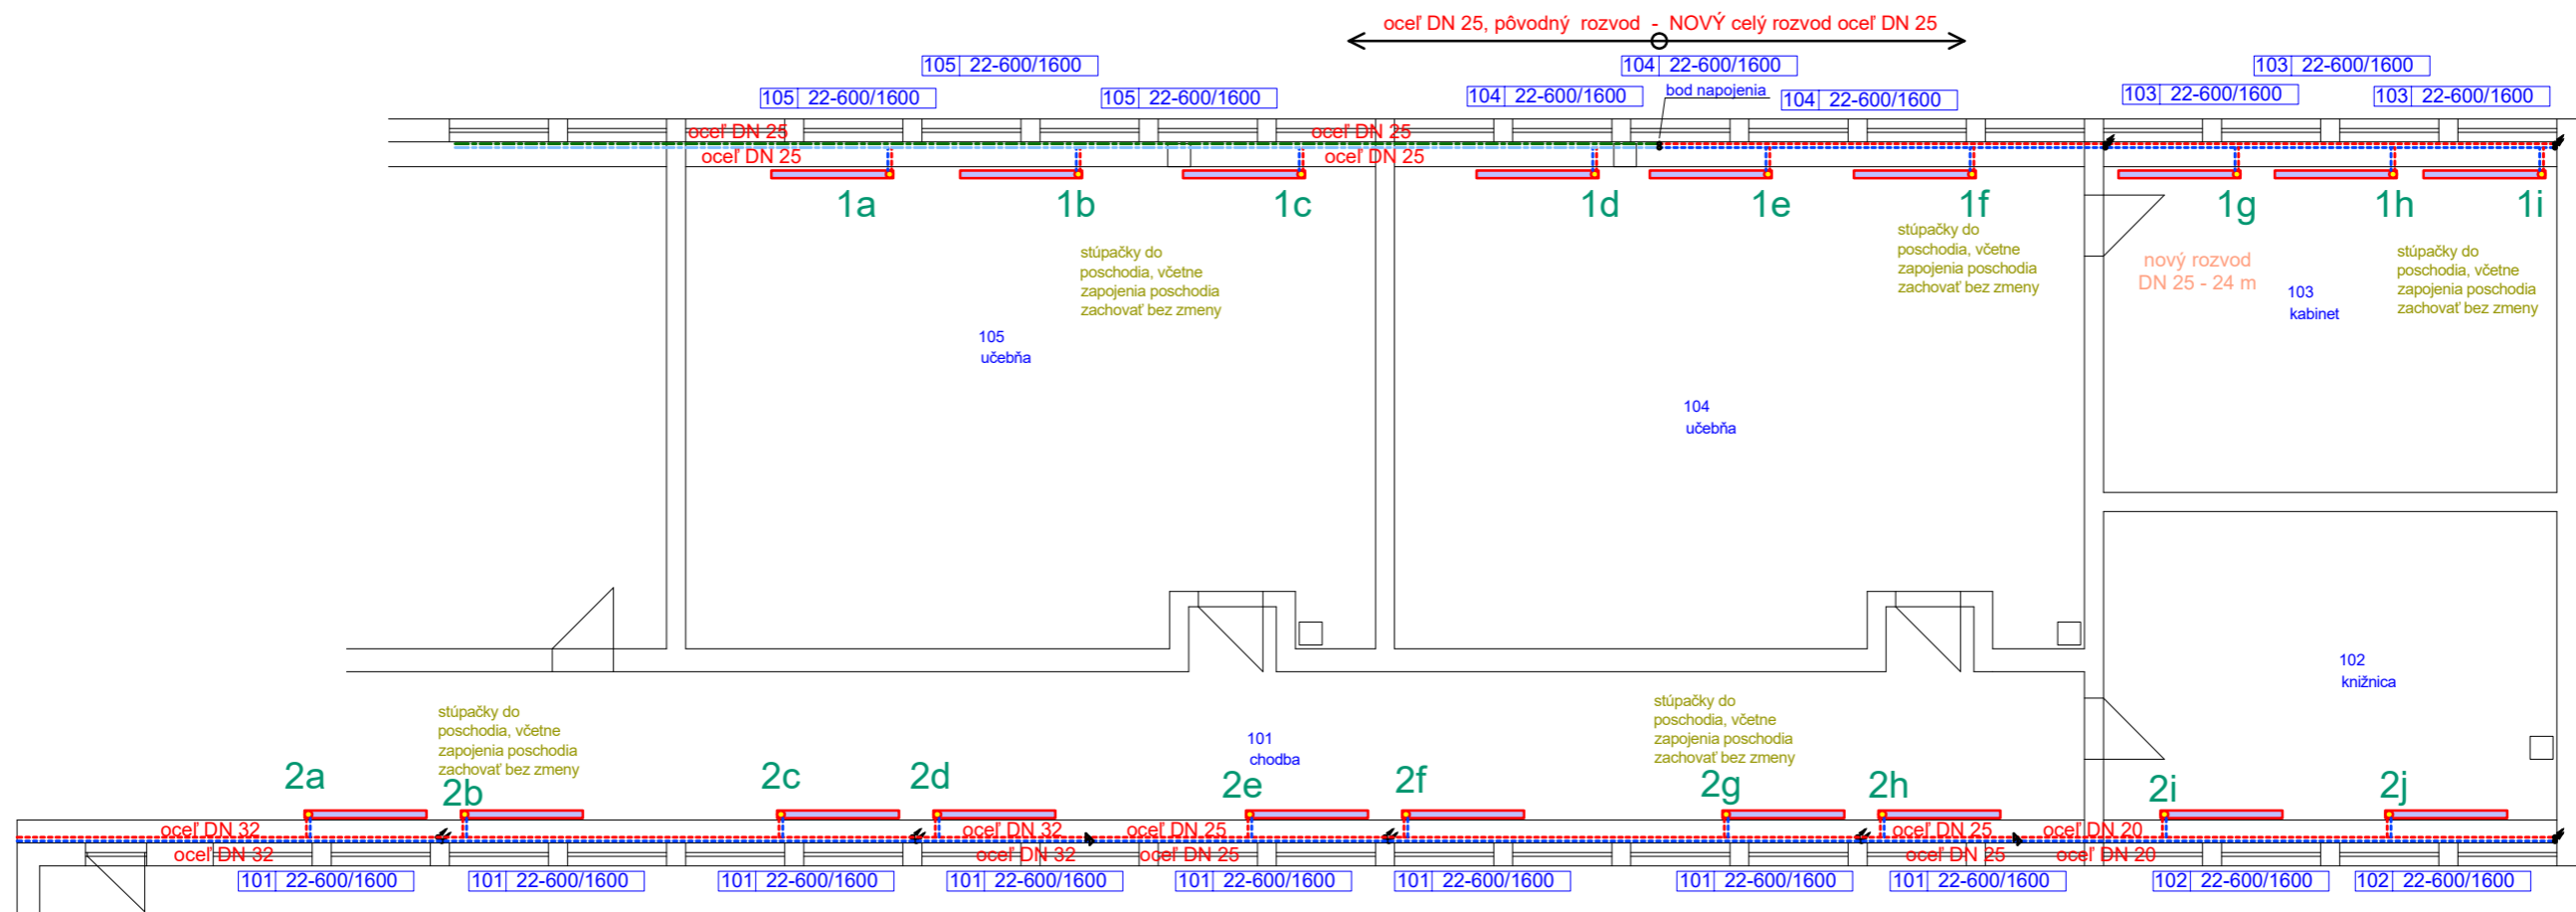 oceľ DN 25, pôvodný rozvod - NOVÝ celý rozvod oceľ DN 25
105 22-600/1600
104 22-600/1600
103 22-600/1600
105 22-600/1600
105 22-600/1600
104 22-600/1600
bod napojenia
104 22-600/1600
103 22-600/1600
103 22-600/1600
oceľ DN 25
oceľ DN 25
oceľ DN 25
oceľ DN 25
1a
1b
1c
1d
1e
1f
1g
1h
1i
stúpačky do
poschodia, včetne
zapojenia poschodia
zachovať bez zmeny
stúpačky do
poschodia, včetne
zapojenia poschodia
zachovať bez zmeny
nový rozvod
DN 25 - 24 m
stúpačky do
poschodia, včetne
zapojenia poschodia
zachovať bez zmeny
103
kabinet
105
učebňa
104
učebňa
102
knižnica
stúpačky do
poschodia, včetne
zapojenia poschodia
zachovať bez zmeny
101
chodba
stúpačky do
poschodia, včetne
zapojenia poschodia
zachovať bez zmeny
2a
2b
2c
2d
2e
2f
2g
2h
2i
2j
oceľ DN 32
oceľ DN 32
oceľ DN 25
oceľ DN 25
oceľ DN 20
oceľ DN 32
oceľ DN 32
oceľ DN 25
oceľ DN 25
oceľ DN 20
101 22-600/1600
101 22-600/1600
101 22-600/1600
101 22-600/1600
101 22-600/1600
101 22-600/1600
101 22-600/1600
101 22-600/1600
102 22-600/1600
102 22-600/1600